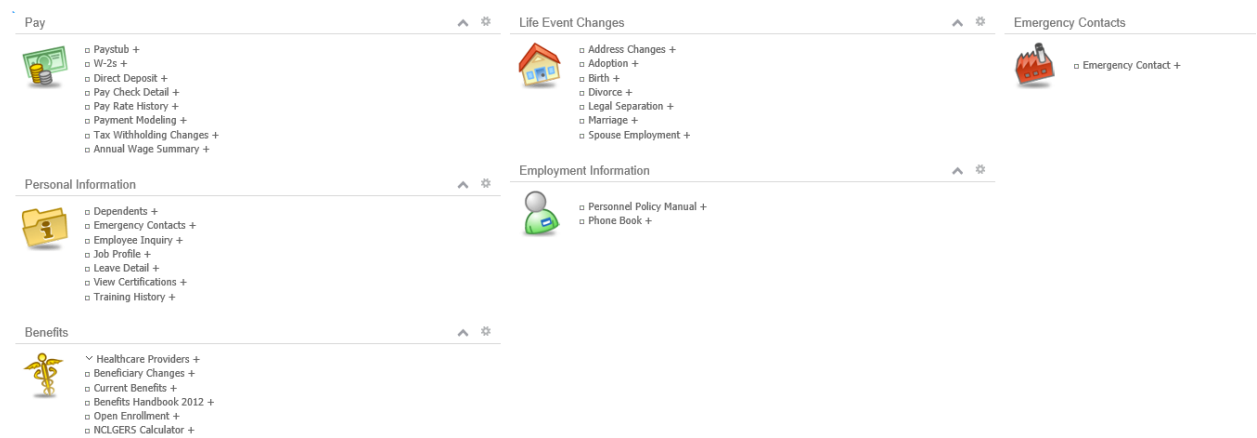 Pay
Paystub +
W-2s +
Direct Deposit +
Pay Check Detail +
Pay Rate History +
Payment Modeling +
Tax Withholding Changes +
Annual Wage Summary +
Personal Information
Dependents +
Emergency Contacts +
Employee Inquiry +
Job Profile +
Leave Detail +
View Certifications +
Training History +
Benefits
Healthcare Providers +
Beneficiary Changes +
Current Benefits +
Benefits Handbook 2012 +
Open Enrollment +
NCLGERS Calculator +
Life Event Changes
Address Changes +
Adoption +
Birth +
Divorce +
Legal Separation +
Marriage +
Spouse Employment +
Employment Information
Personnel Policy Manual +
Phone Book +
Emergency Contacts
Emergency Contact +